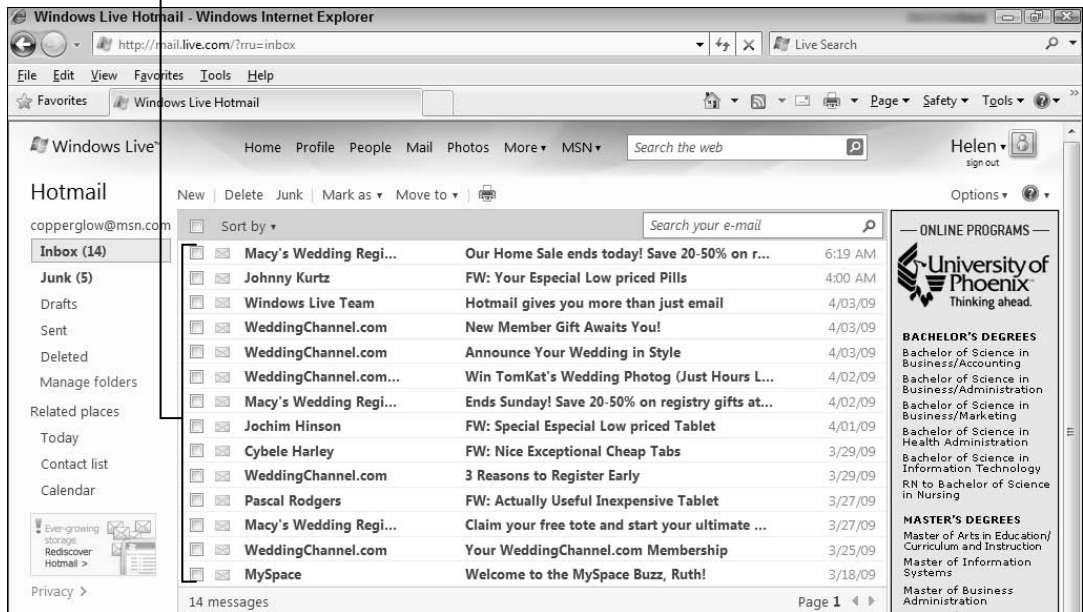 Windows Live Hotmail - Windows Internet Explorer
http://mail.live.com/?rru=inbox
Live Search
File Edit View Favorites Tools Help
Favorites Windows Live Hotmail Page Safety Tools
Windows Live™ Home Profile People Mail Photos More MSN Search the web Helen
sign out
Hotmail New Delete Junk Mark as Move to Options
copperglow@msn.com Sort by Search your e-mail
Inbox (14)
Junk (5)
Drafts
Sent
Deleted
Manage folders
Related places
Today
Contact list
Calendar
Ever-growing
storage
Rediscover
Hotmail >
Privacy >
Macy's Wedding Regi... Our Home Sale ends today! Save 20-50% on r... 6:19 AM
Johnny Kurtz FW: Your Especial Low priced Pills 4:00 AM
Windows Live Team Hotmail gives you more than just email 4/03/09
WeddingChannel.com New Member Gift Awaits You! 4/03/09
WeddingChannel.com Announce Your Wedding in Style 4/03/09
WeddingChannel.com... Win TomKat's Wedding Photog (Just Hours L... 4/02/09
Macy's Wedding Regi... Ends Sunday! Save 20-50% on registry gifts at... 4/02/09
Jochim Hinson FW: Special Especial Low priced Tablet 4/01/09
Cybele Harley FW: Nice Exceptional Cheap Tabs 3/29/09
WeddingChannel.com 3 Reasons to Register Early 3/29/09
Pascal Rodgers FW: Actually Useful Inexpensive Tablet 3/27/09
Macy's Wedding Regi... Claim your free tote and start your ultimate ... 3/27/09
WeddingChannel.com Your WeddingChannel.com Membership 3/25/09
MySpace Welcome to the MySpace Buzz, Ruth! 3/18/09
14 messages Page 1
ONLINE PROGRAMS
University of
Phoenix
Thinking ahead.
BACHELOR'S DEGREES
Bachelor of Science in
Business/Accounting
Bachelor of Science in
Business/Administration
Bachelor of Science in
Business/Marketing
Bachelor of Science in
Health Administration
Bachelor of Science in
Information Technology
RN to Bachelor of Science
in Nursing
MASTER'S DEGREES
Master of Arts in Education/
Curriculum and Instruction
Master of Information
Systems
Master of Business
Administration